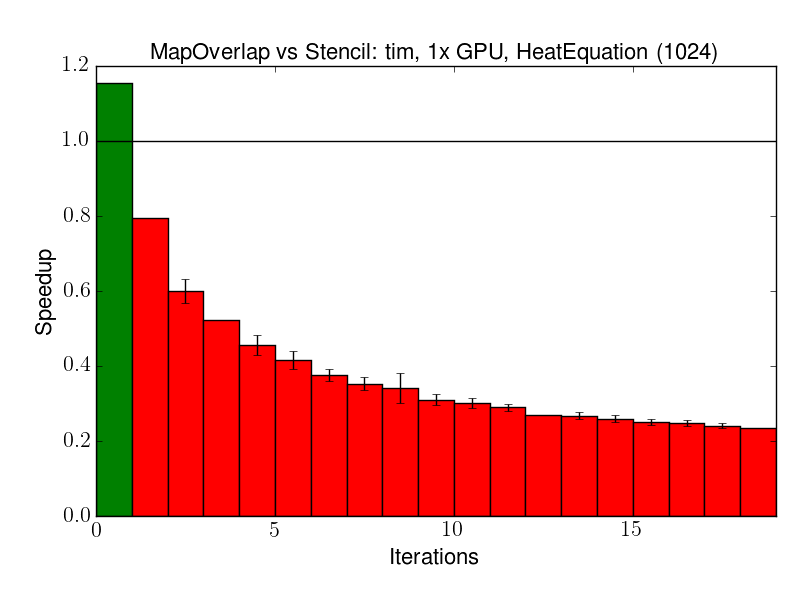 MapOverlap vs Stencil: tim, 1x GPU, HeatEquation (1024)
1.2
1.0
0.8
0.6
0.4
0.2
0.0
Speedup
0 5 10 15
Iterations